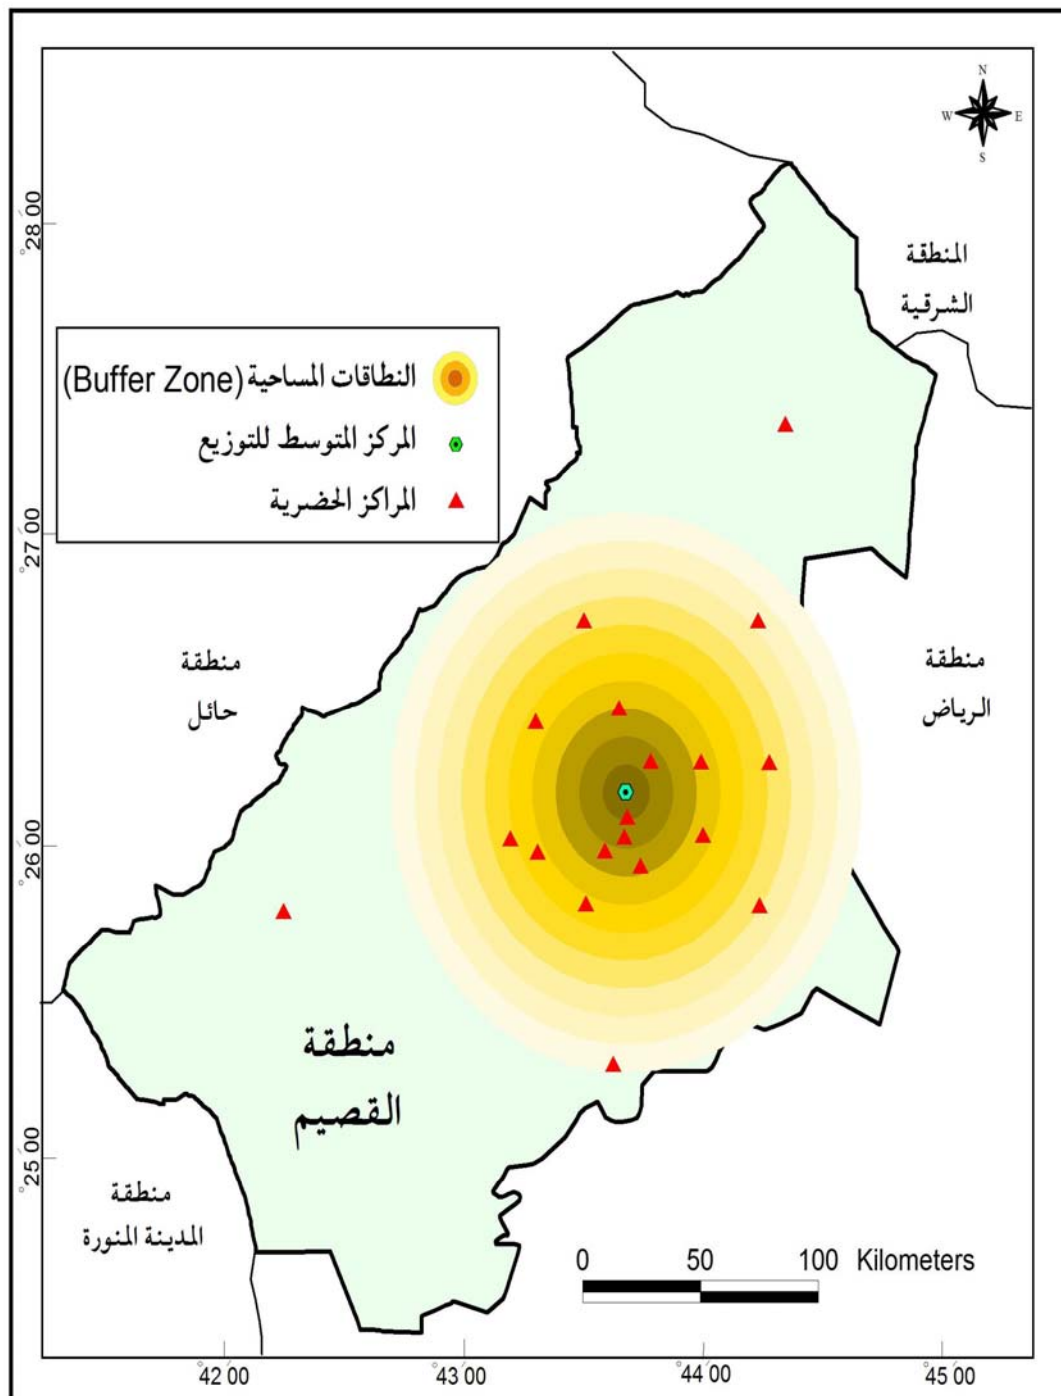 N
W E
S
°28 00
°27 00
°26 00
°25 00
المنطقة
الشرقية
النطاقات المساحية (Buffer Zone)
المركز المتوسط للتوزيع
المراكز الحضرية
منطقة
حائل
منطقة
الرياض
منطقة
القصيم
منطقة
المدينة المنورة
0 50 100 Kilometers
°42 00
°43 00
°44 00
°45 00